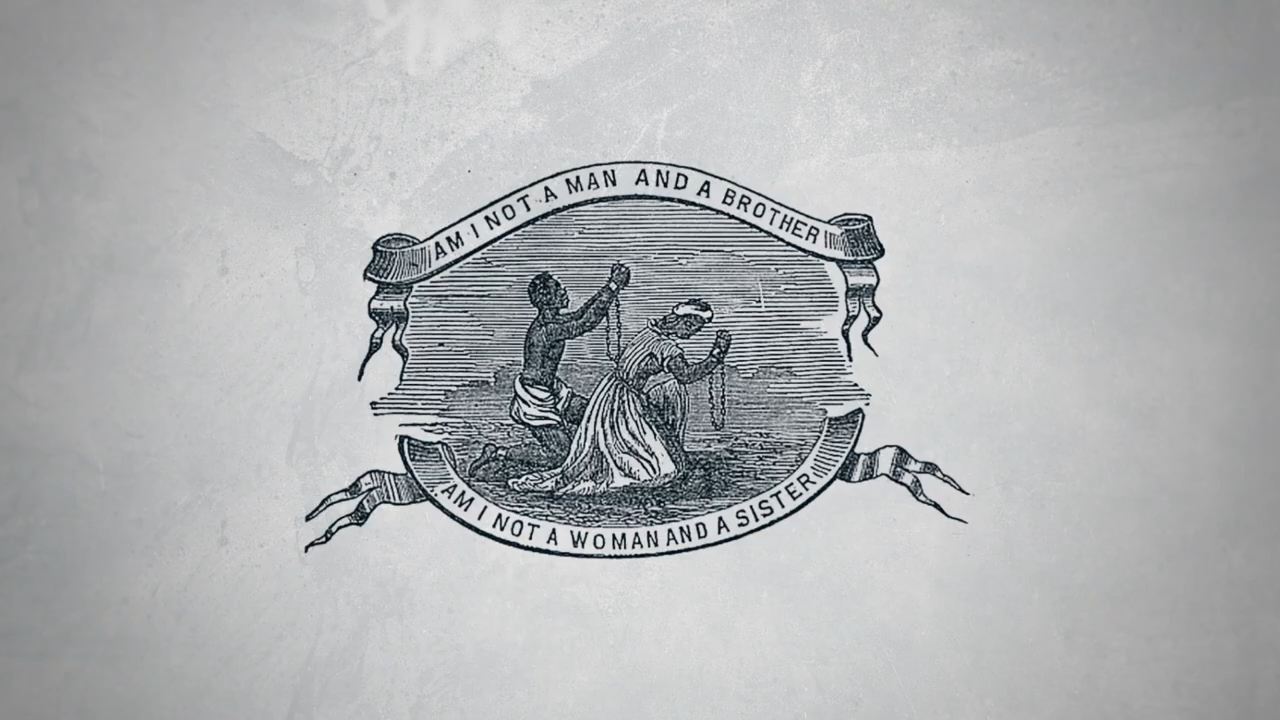 AM I NOT A MAN AND A BROTHER
AM I NOT A WOMAN AND A SISTER